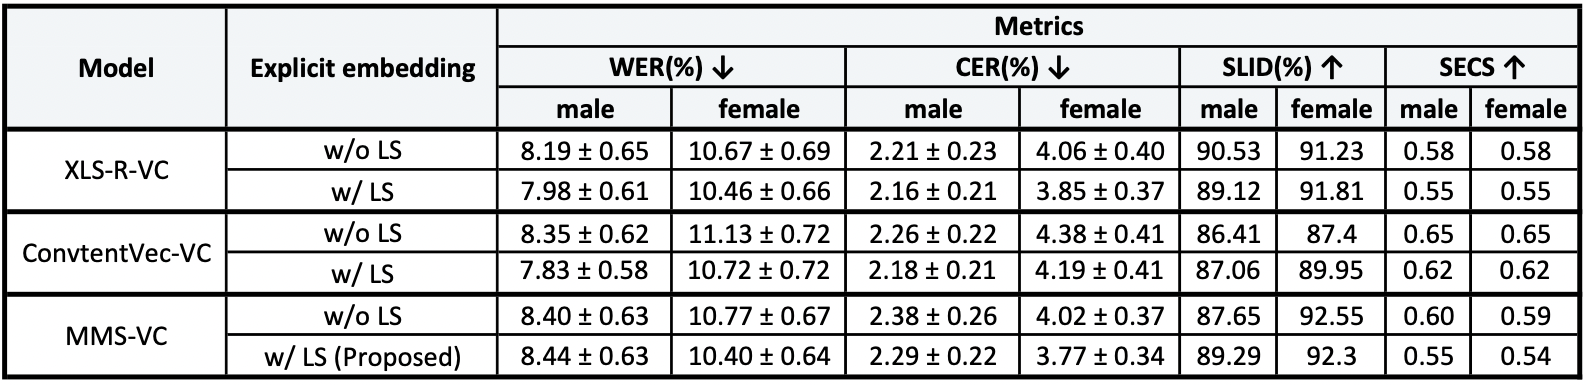 Model Explicit embedding Metrics
WER(%) ↓ CER(%) ↓ SLID(%) ↑ SECS ↑
male female male female male female male female
XLS-R-VC w/o LS 8.19 ± 0.65 10.67 ± 0.69 2.21 ± 0.23 4.06 ± 0.40 90.53 91.23 0.58 0.58
w/ LS 7.98 ± 0.61 10.46 ± 0.66 2.16 ± 0.21 3.85 ± 0.37 89.12 91.81 0.55 0.55
ConvtentVec-VC w/o LS 8.35 ± 0.62 11.13 ± 0.72 2.26 ± 0.22 4.38 ± 0.41 86.41 87.4 0.65 0.65
w/ LS 7.83 ± 0.58 10.72 ± 0.72 2.18 ± 0.21 4.19 ± 0.41 87.06 89.95 0.62 0.62
MMS-VC w/o LS 8.40 ± 0.63 10.77 ± 0.67 2.38 ± 0.26 4.02 ± 0.37 87.65 92.55 0.60 0.59
w/ LS (Proposed) 8.44 ± 0.63 10.40 ± 0.64 2.29 ± 0.22 3.77 ± 0.34 89.29 92.3 0.55 0.54